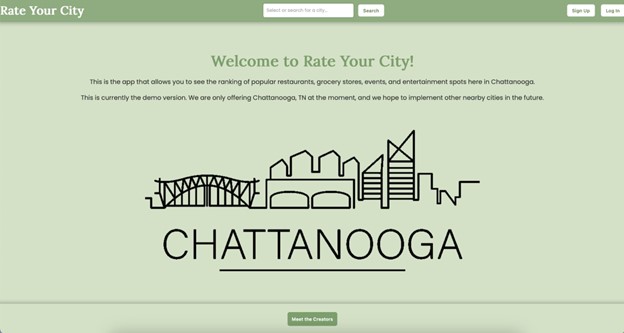 Rate Your City
Select or search for a city...
Search
Sign Up
Log In
Welcome to Rate Your City!
This is the app that allows you to see the ranking of popular restaurants, grocery stores, events, and entertainment spots here in Chattanooga.
This is currently the demo version. We are only offering Chattanooga, TN at the moment, and we hope to implement other nearby cities in the future.
CHATTANOOGA
Meet the Creators